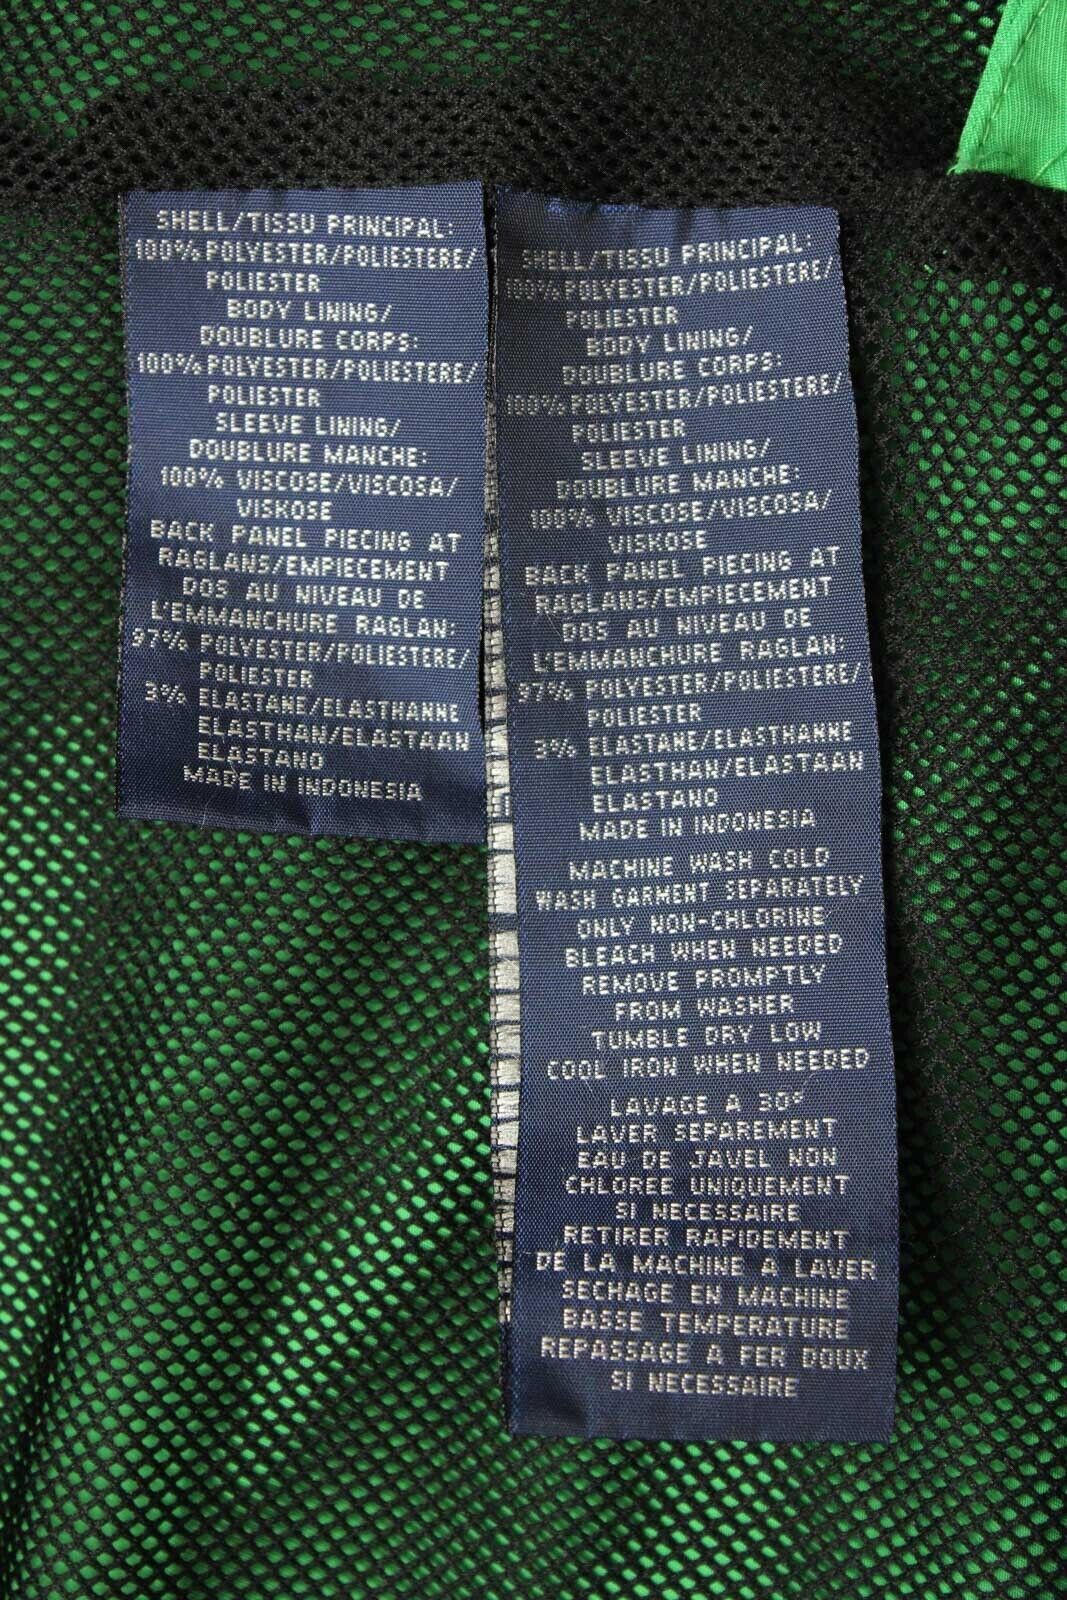 SHELL/TISSU PRINCIPAL:
100% POLYESTER/POLIESTERE/
POLIESTER
BODY LINING/
DOUBLURE CORPS:
100% POLYESTER/POLIESTERE/
POLIESTER
SLEEVE LINING/
DOUBLURE MANCHE:
100% VISCOSE/VISCOSA/
VISKOSE
BACK PANEL PIECING AT
RAGLANS/EMPIECEMENT
DOS AU NIVEAU DE
L'EMMANCHURE RAGLAN:
97% POLYESTER/POLIESTERE/
POLIESTER
3% ELASTANE/ELASTHANNE
ELASTHAN/ELASTAAN
ELASTANO
MADE IN INDONESIA
SHELL/TISSU PRINCIPAL:
100% POLYESTER/POLIESTERE/
POLIESTER
BODY LINING/
DOUBLURE CORPS:
100% POLYESTER/POLIESTERE/
POLIESTER
SLEEVE LINING/
DOUBLURE MANCHE:
100% VISCOSE/VISCOSA/
VISKOSE
BACK PANEL PIECING AT
RAGLANS/EMPIECEMENT
DOS AU NIVEAU DE
L'EMMANCHURE RAGLAN:
97% POLYESTER/POLIESTERE/
POLIESTER
3% ELASTANE/ELASTHANNE
ELASTHAN/ELASTAAN
ELASTANO
MADE IN INDONESIA
MACHINE WASH COLD
WASH GARMENT SEPARATELY
ONLY NON-CHLORINE
BLEACH WHEN NEEDED
REMOVE PROMPTLY
FROM WASHER
TUMBLE DRY LOW
COOL IRON WHEN NEEDED
LAVAGE A 30°
LAVER SEPAREMENT
EAU DE JAVEL NON
CHLOREE UNIQUEMENT
SI NECESSAIRE
RETIRER RAPIDEMENT
DE LA MACHINE A LAVER
SECHAGE EN MACHINE
BASSE TEMPERATURE
REPASSAGE A FER DOUX
SI NECESSAIRE